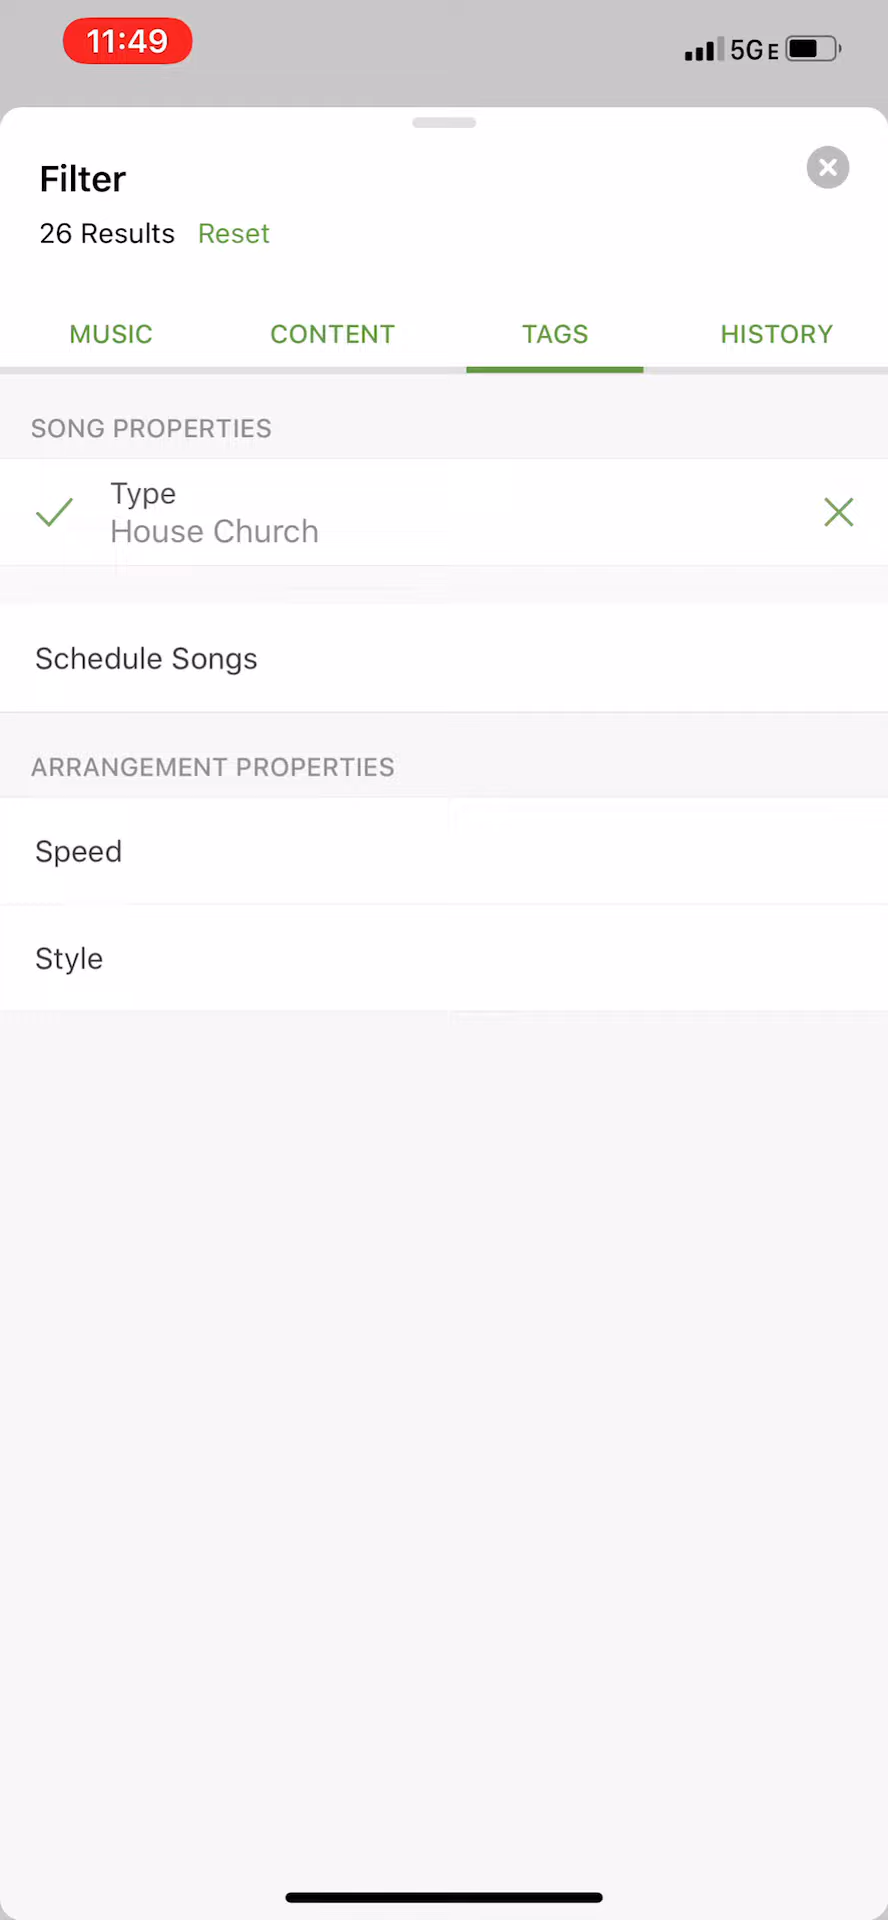 11:49
5GE
Filter
26 Results Reset
MUSIC CONTENT TAGS HISTORY
SONG PROPERTIES
Type
House Church
Schedule Songs
ARRANGEMENT PROPERTIES
Speed
Style